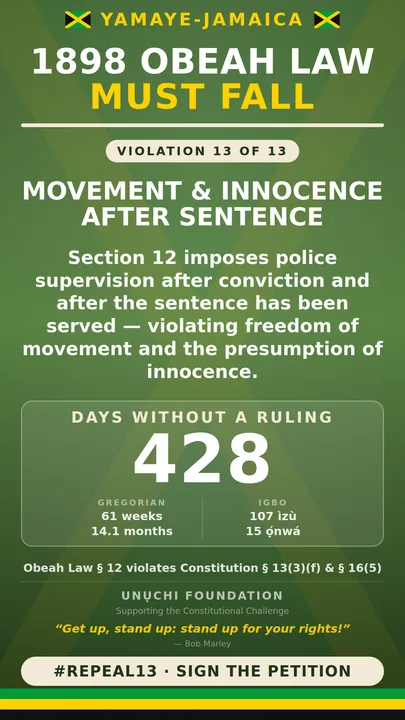 YAMAYE-JAMAICA
1898 OBEAH LAW
MUST FALL
VIOLATION 13 OF 13
MOVEMENT & INNOCENCE
AFTER SENTENCE
Section 12 imposes police
supervision after conviction and
after the sentence has been
served — violating freedom of
movement and the presumption of
innocence.
DAYS WITHOUT A RULING
428
GREGORIAN
61 weeks
14.1 months
IGBO
107 ìzù
15 ọ́nwá
Obeah Law § 12 violates Constitution § 13(3)(f) & § 16(5)
UNỤCHI FOUNDATION
Supporting the Constitutional Challenge
“Get up, stand up: stand up for your rights!”
— Bob Marley
#REPEAL13 · SIGN THE PETITION